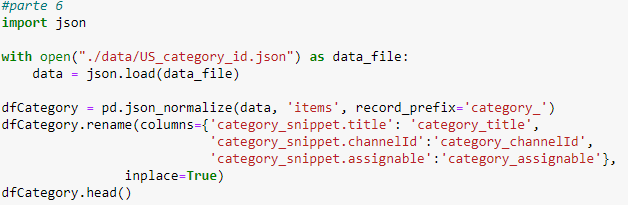 #parte 6
import json

with open("./data/US_category_id.json") as data_file:
    data = json.load(data_file)

dfCategory = pd.json_normalize(data, 'items', record_prefix='category_')
dfCategory.rename(columns={'category_snippet.title': 'category_title',
                           'category_snippet.channelId':'category_channelId',
                           'category_snippet.assignable':'category_assignable'},
                inplace=True)
dfCategory.head()